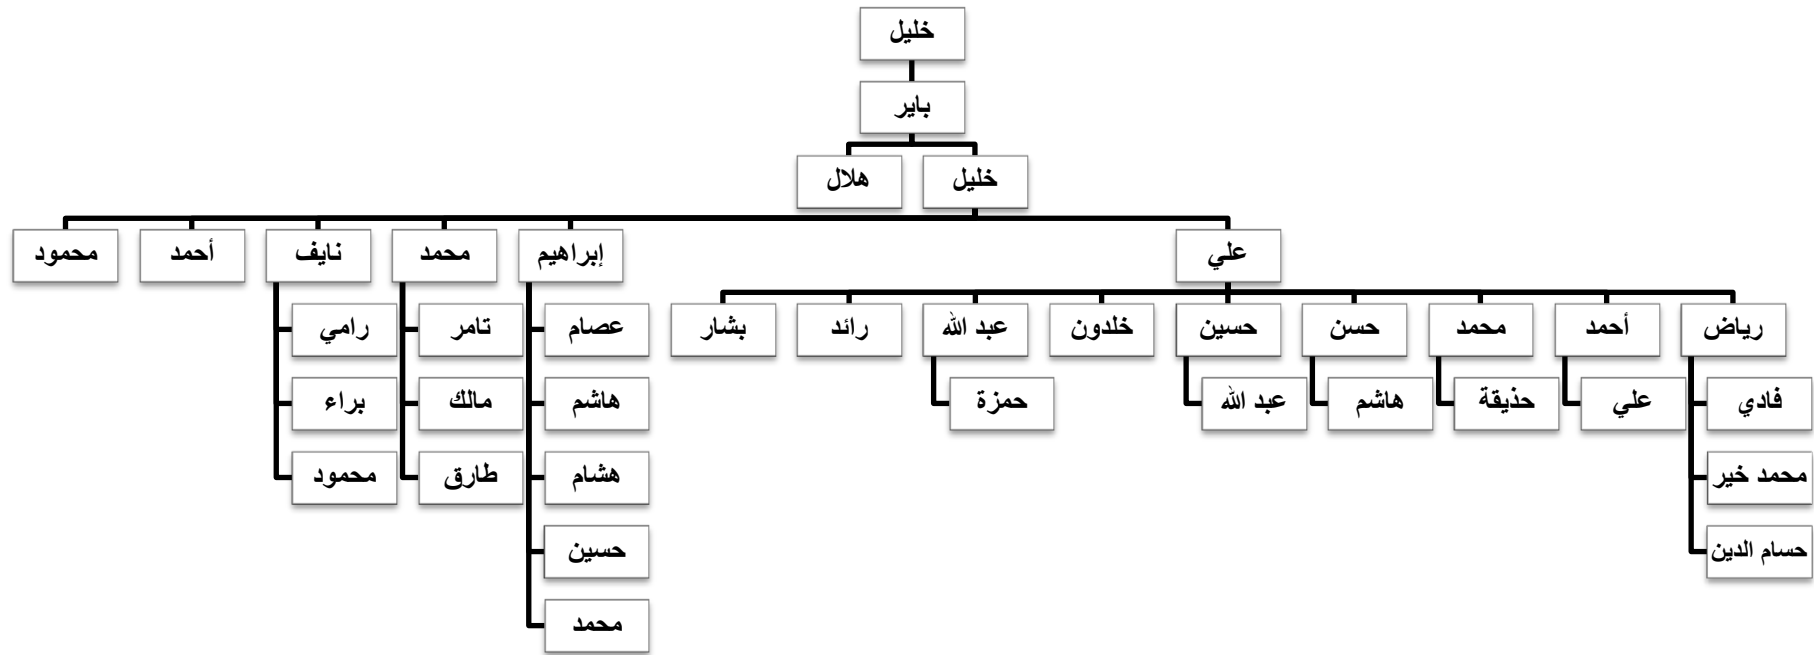 خليل
باير
خليل
هلال
علي
إبراهيم
محمد
نايف
أحمد
محمود
رياض
أحمد
محمد
حسن
حسين
خلدون
عبد الله
رائد
بشار
عصام
تامر
رامي
فادي
علي
حذيقة
هاشم
عبد الله
حمزة
هاشم
مالك
براء
محمد خير
هشام
طارق
محمود
حسام الدين
حسين
محمد